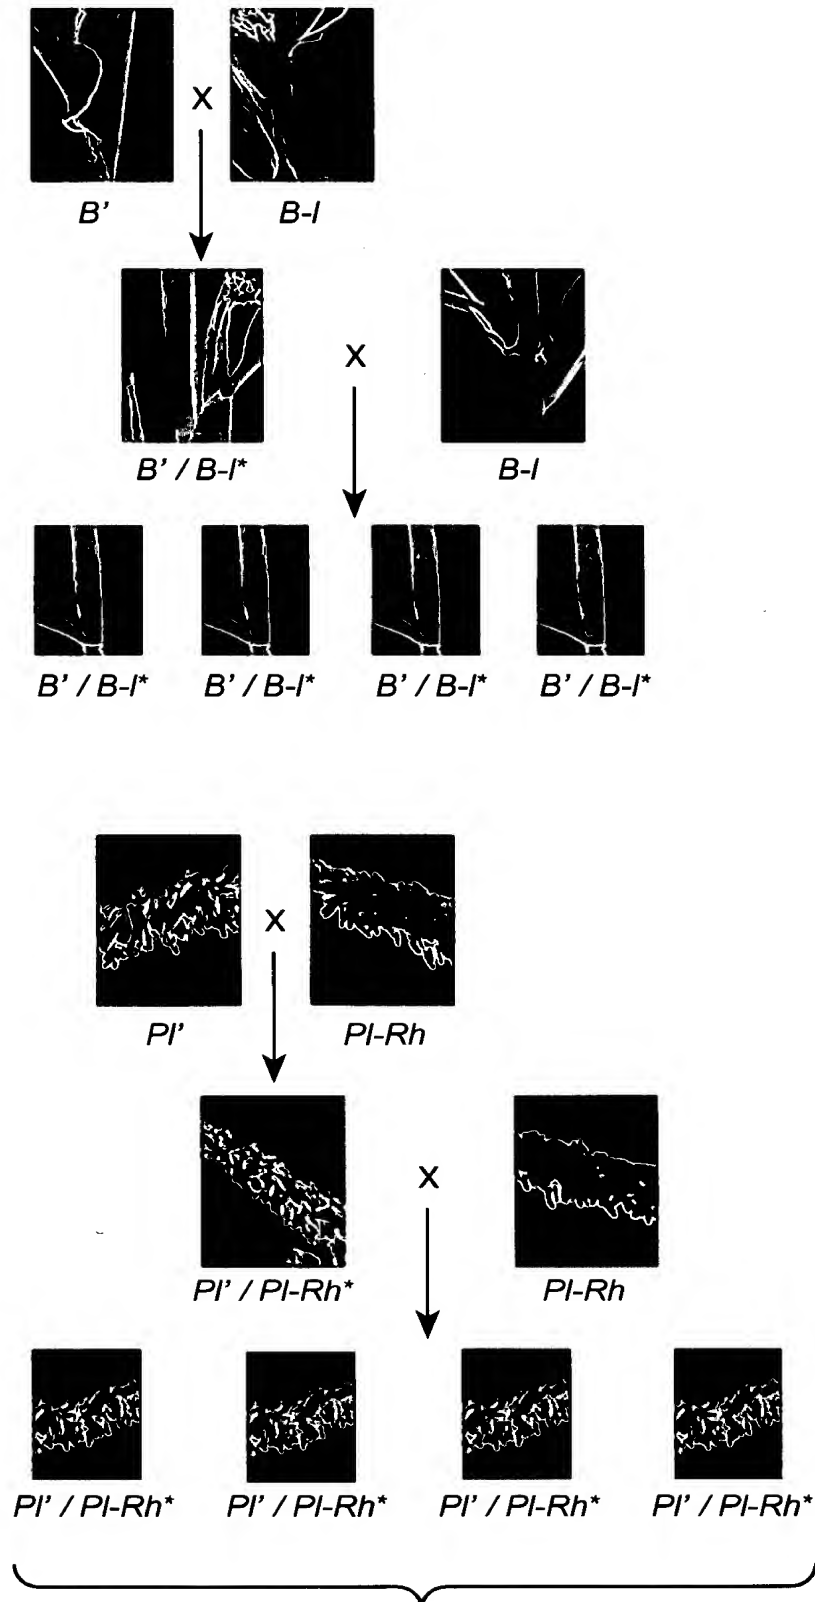 X
B' B-I
X
B' / B-I* B-I
B' / B-I* B' / B-I* B' / B-I* B' / B-I*
X
Pl' Pl-Rh
X
Pl' / Pl-Rh* Pl-Rh
Pl' / Pl-Rh* Pl' / Pl-Rh* Pl' / Pl-Rh* Pl' / Pl-Rh*